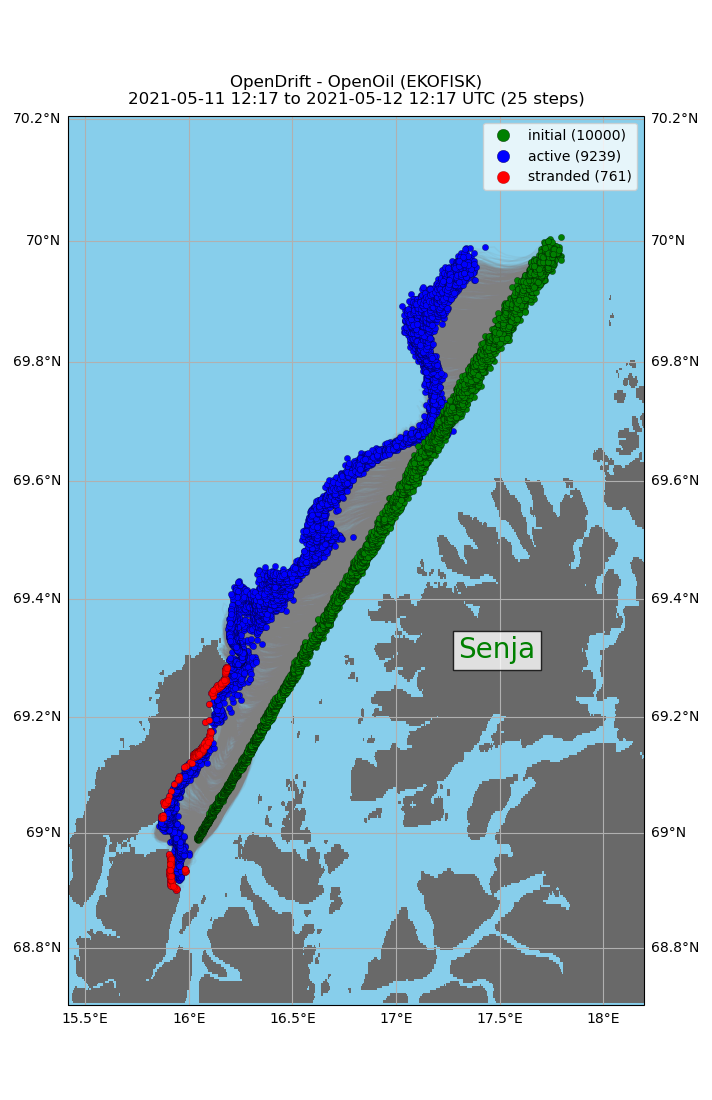 OpenDrift - OpenOil (EKOFISK)
2021-05-11 12:17 to 2021-05-12 12:17 UTC (25 steps)
70.2°N 70.2°N
initial (10000)
active (9239)
stranded (761)
70°N 70°N
69.8°N 69.8°N
69.6°N 69.6°N
69.4°N 69.4°N
Senja
69.2°N 69.2°N
69°N 69°N
68.8°N 68.8°N
15.5°E 16°E 16.5°E 17°E 17.5°E 18°E